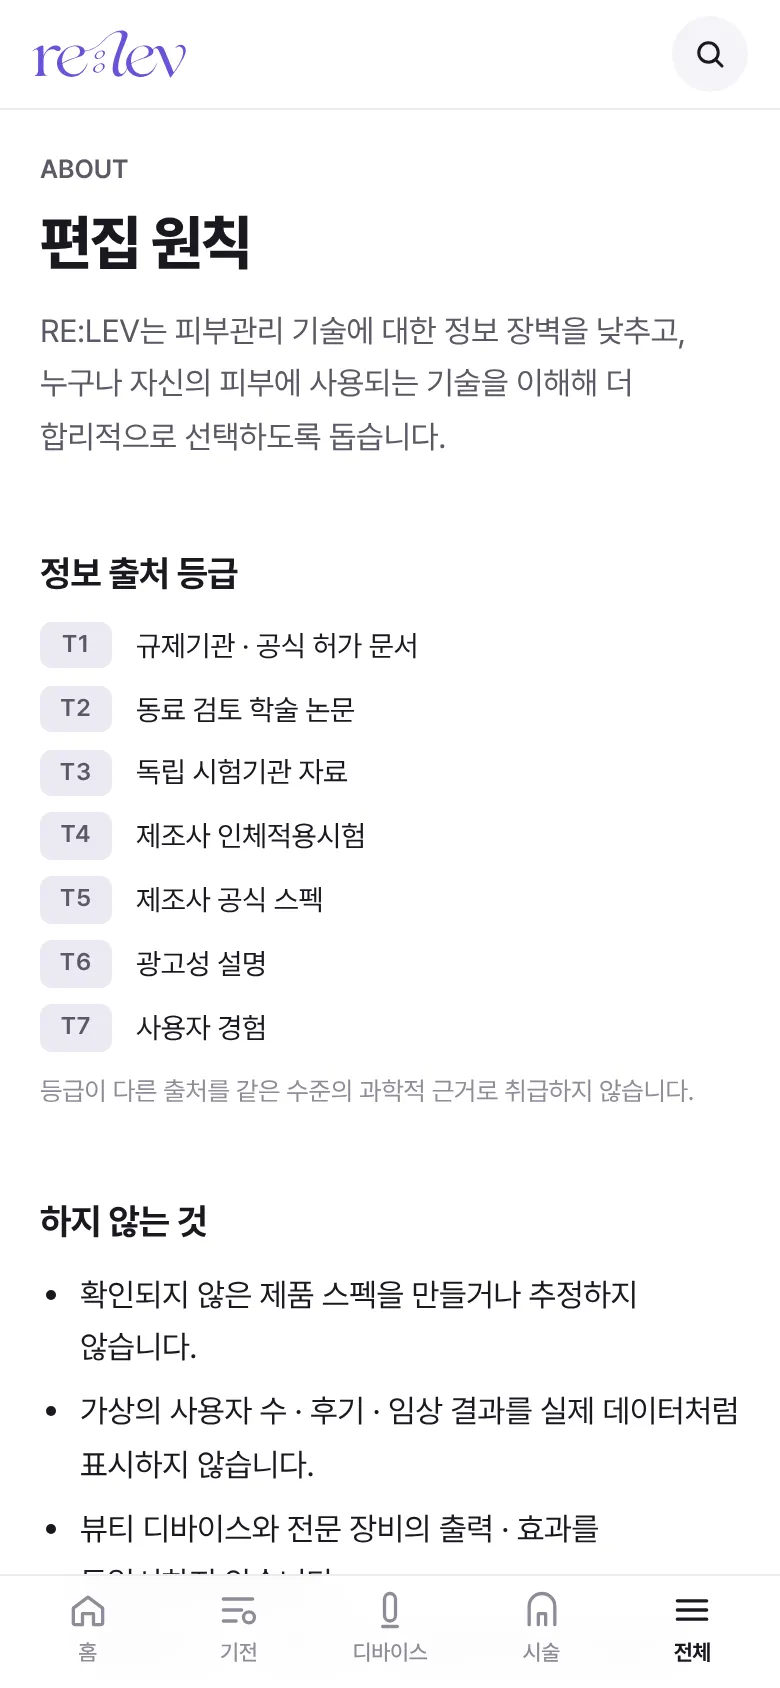 re:lev
ABOUT
편집 원칙
RE:LEV는 피부관리 기술에 대한 정보 장벽을 낮추고,
누구나 자신의 피부에 사용되는 기술을 이해해 더
합리적으로 선택하도록 돕습니다.
정보 출처 등급
T1 규제기관 · 공식 허가 문서
T2 동료 검토 학술 논문
T3 독립 시험기관 자료
T4 제조사 인체적용시험
T5 제조사 공식 스펙
T6 광고성 설명
T7 사용자 경험
등급이 다른 출처를 같은 수준의 과학적 근거로 취급하지 않습니다.
하지 않는 것
• 확인되지 않은 제품 스펙을 만들거나 추정하지
않습니다.
• 가상의 사용자 수 · 후기 · 임상 결과를 실제 데이터처럼
표시하지 않습니다.
• 뷰티 디바이스와 전문 장비의 출력 · 효과를
홈 기전 디바이스 시술 전체